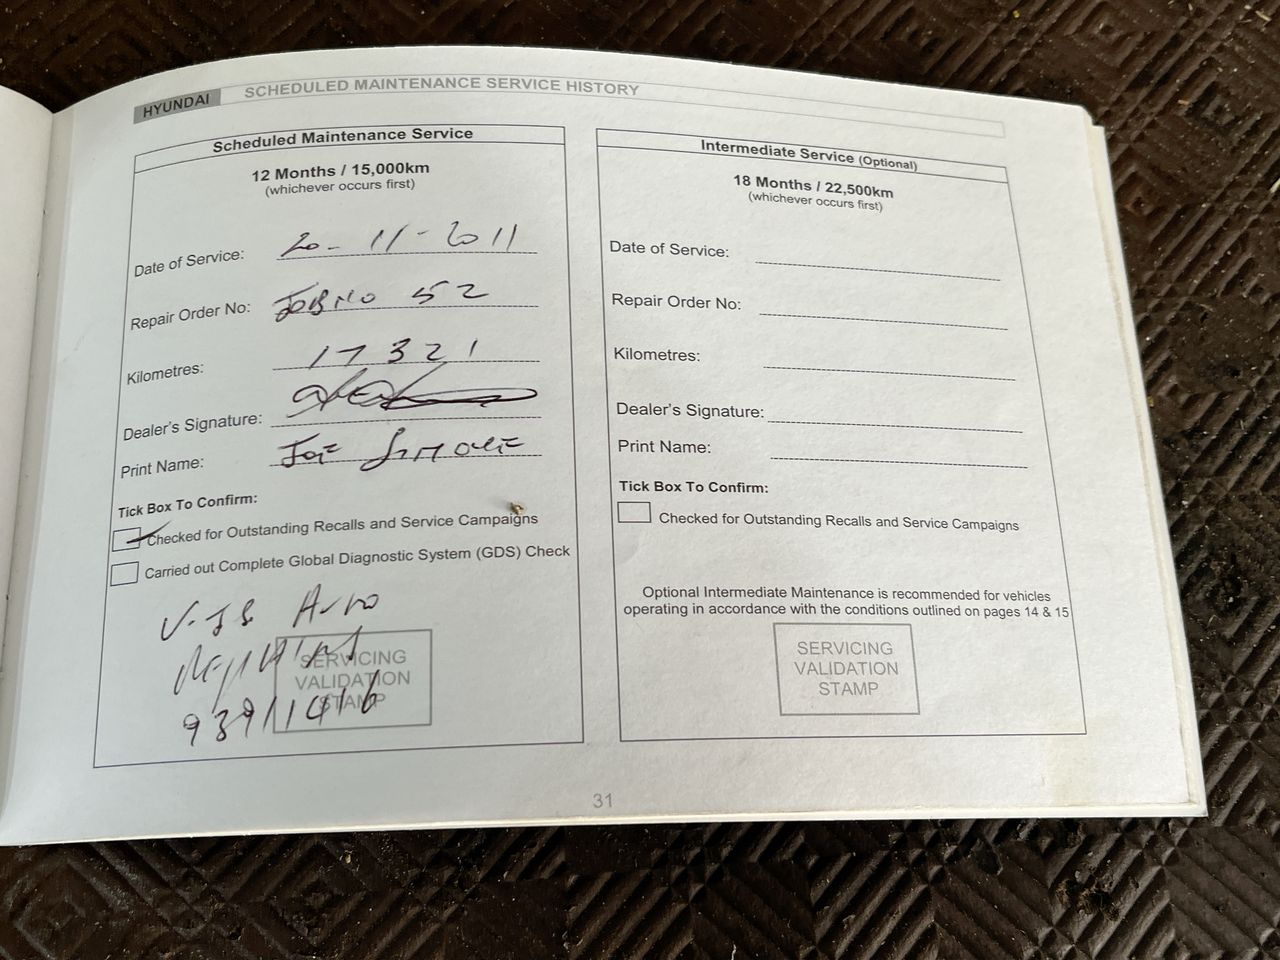 HYUNDAI SCHEDULED MAINTENANCE SERVICE HISTORY
Scheduled Maintenance Service
12 Months / 15,000km
(whichever occurs first)
Date of Service: 20-11-2011
Repair Order No: JOB NO 52
Kilometres: 17321
Dealer's Signature:
Print Name: JOE
Tick Box To Confirm:
Checked for Outstanding Recalls and Service Campaigns
Carried out Complete Global Diagnostic System (GDS) Check
SERVICING
VALIDATION
STAMP
93911416
Intermediate Service (Optional)
18 Months / 22,500km
(whichever occurs first)
Date of Service:
Repair Order No:
Kilometres:
Dealer's Signature:
Print Name:
Tick Box To Confirm:
Checked for Outstanding Recalls and Service Campaigns
Optional Intermediate Maintenance is recommended for vehicles
operating in accordance with the conditions outlined on pages 14 & 15
SERVICING
VALIDATION
STAMP
31